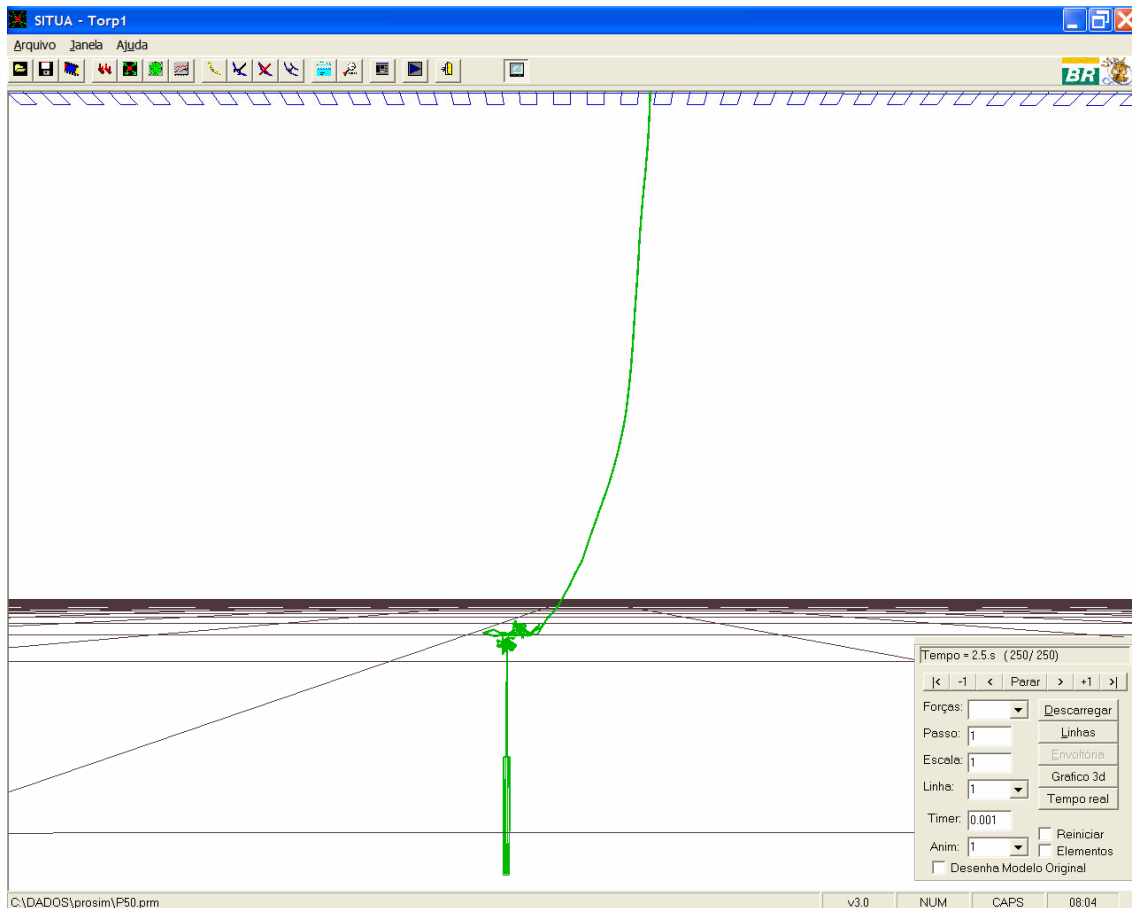 SITUA - Torp1
Arquivo Janela Ajuda
BR
Tempo = 2.5.s (250/250)
|< -1 < Parar > +1 >|
Forças: Descarregar
Passo: 1 Linhas
Escala: 1 Envoltória
Linha: 1 Grafico 3d
Tempo real
Timer: 0.001
Reiniciar
Anim: 1 Elementos
Desenha Modelo Original
C:\DADOS\prosim\P50.prm v3.0 NUM CAPS 08:04